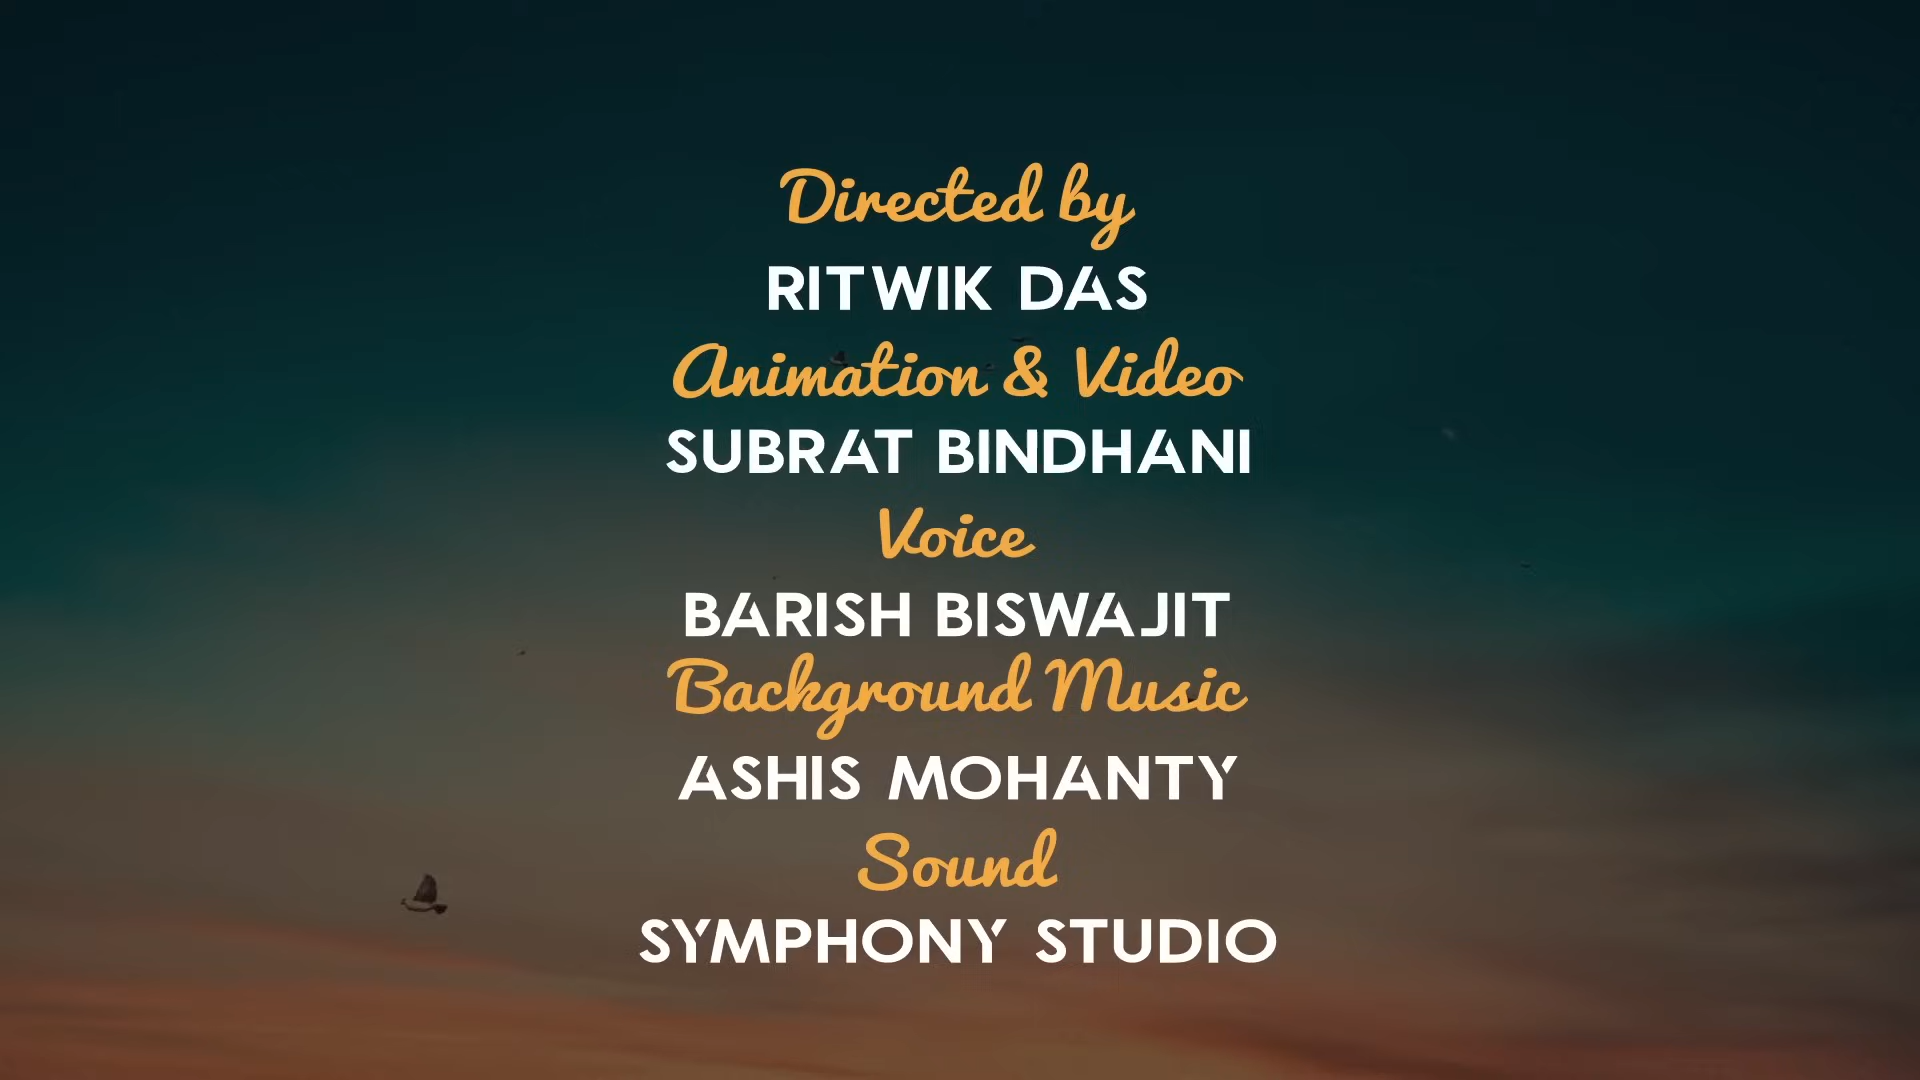 Directed by
RITWIK DAS
Animation & Video
SUBRAT BINDHANI
Voice
BARISH BISWAJIT
Background Music
ASHIS MOHANTY
Sound
SYMPHONY STUDIO